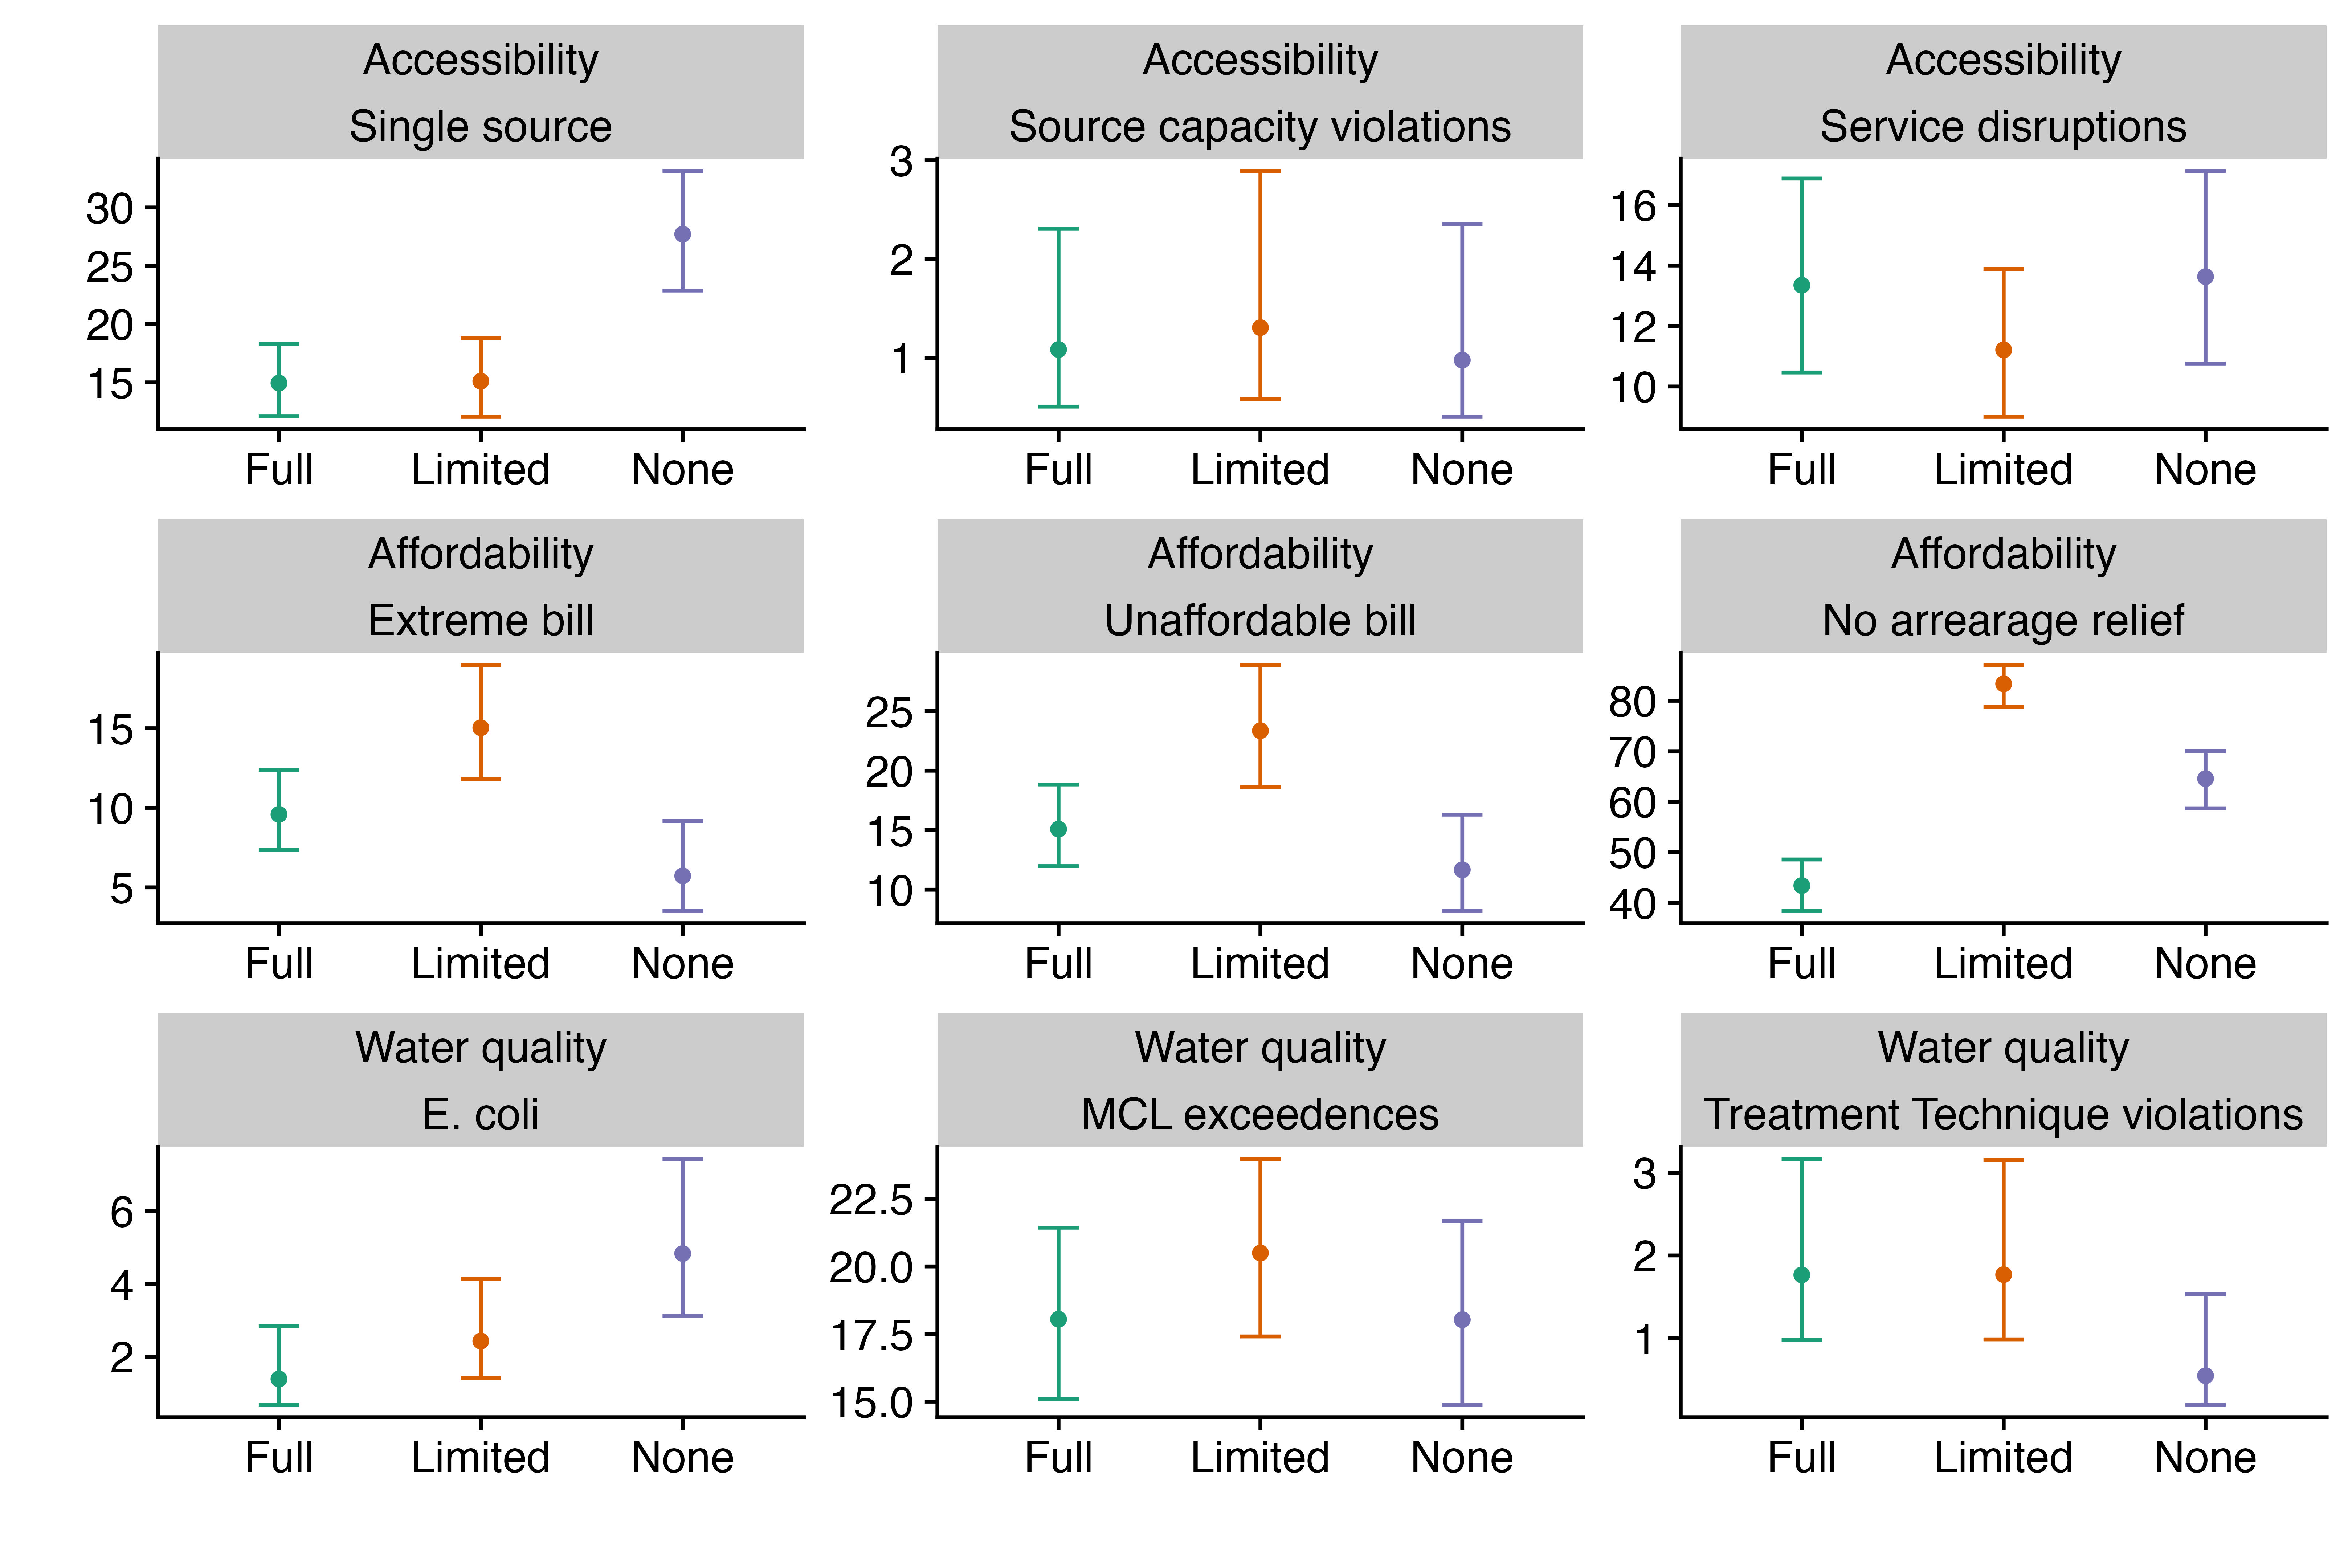 Accessibility
Single source
30
25
20
15
Full Limited None
Accessibility
Source capacity violations
3
2
1
Full Limited None
Accessibility
Service disruptions
16
14
12
10
Full Limited None
Affordability
Extreme bill
15
10
5
Full Limited None
Affordability
Unaffordable bill
25
20
15
10
Full Limited None
Affordability
No arrearage relief
80
70
60
50
40
Full Limited None
Water quality
E. coli
6
4
2
Full Limited None
Water quality
MCL exceedences
22.5
20.0
17.5
15.0
Full Limited None
Water quality
Treatment Technique violations
3
2
1
Full Limited None